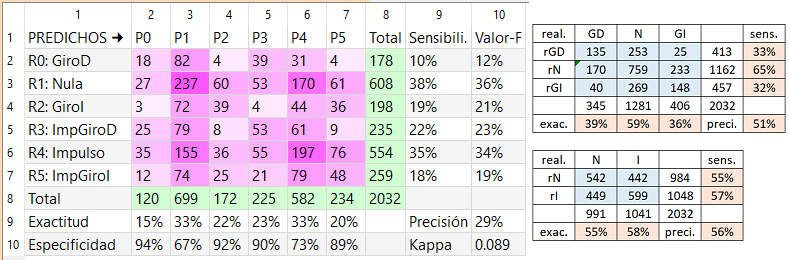 1 2 3 4 5 6 7 8 9 10
1 PREDICHOS → P0 P1 P2 P3 P4 P5 Total Sensibili. Valor-F
2 R0: GiroD 18 82 4 39 31 4 178 10% 12%
3 R1: Nula 27 237 60 53 170 61 608 38% 36%
4 R2: GiroI 3 72 39 4 44 36 198 19% 21%
5 R3: ImpGiroD 25 79 8 53 61 9 235 22% 23%
6 R4: Impulso 35 155 36 55 197 76 554 35% 34%
7 R5: ImpGiroI 12 74 25 21 79 48 259 18% 19%
8 Total 120 699 172 225 582 234 2032
9 Exactitud 15% 33% 22% 23% 33% 20% Precisión 29%
10 Especificidad 94% 67% 92% 90% 73% 89% Kappa 0.089
real. GD N GI sens.
rGD 135 253 25 413 33%
rN 170 759 233 1162 65%
rGI 40 269 148 457 32%
345 1281 406 2032
exac. 39% 59% 36% preci. 51%
real. N I sens.
rN 542 442 984 55%
rI 449 599 1048 57%
991 1041 2032
exac. 55% 58% preci. 56%